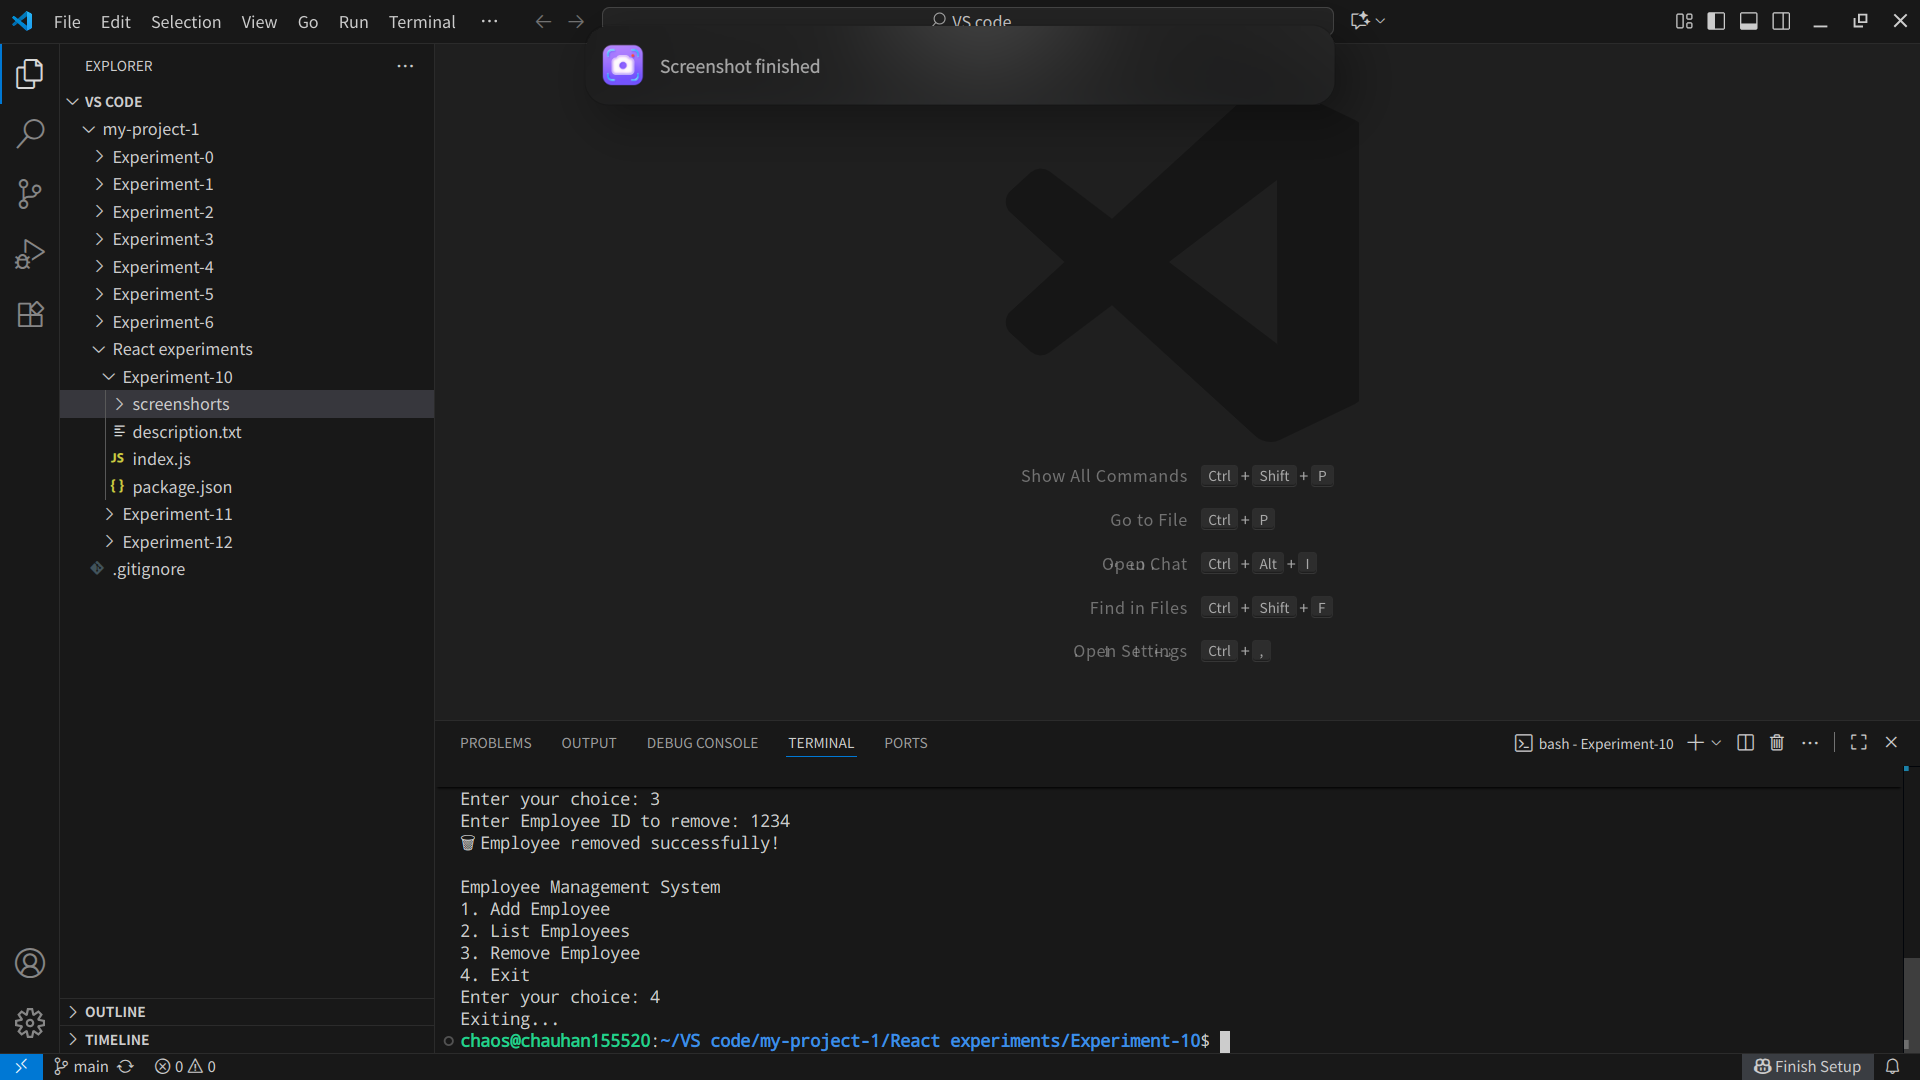 File Edit Selection View Go Run Terminal ···
VS code
Screenshot finished
EXPLORER
VS CODE
my-project-1
Experiment-0
Experiment-1
Experiment-2
Experiment-3
Experiment-4
Experiment-5
Experiment-6
React experiments
Experiment-10
screenshorts
description.txt
JS index.js
{} package.json
Experiment-11
Experiment-12
.gitignore
OUTLINE
TIMELINE
Show All Commands Ctrl + Shift + P
Go to File Ctrl + P
Open Chat Ctrl + Alt + I
Find in Files Ctrl + Shift + F
Open Settings Ctrl + ,
PROBLEMS OUTPUT DEBUG CONSOLE TERMINAL PORTS
bash - Experiment-10
Enter your choice: 3
Enter Employee ID to remove: 1234
🗑 Employee removed successfully!
Employee Management System
1. Add Employee
2. List Employees
3. Remove Employee
4. Exit
Enter your choice: 4
Exiting...
chaos@chauhan155520:~/VS code/my-project-1/React experiments/Experiment-10$
main 0 0
Finish Setup